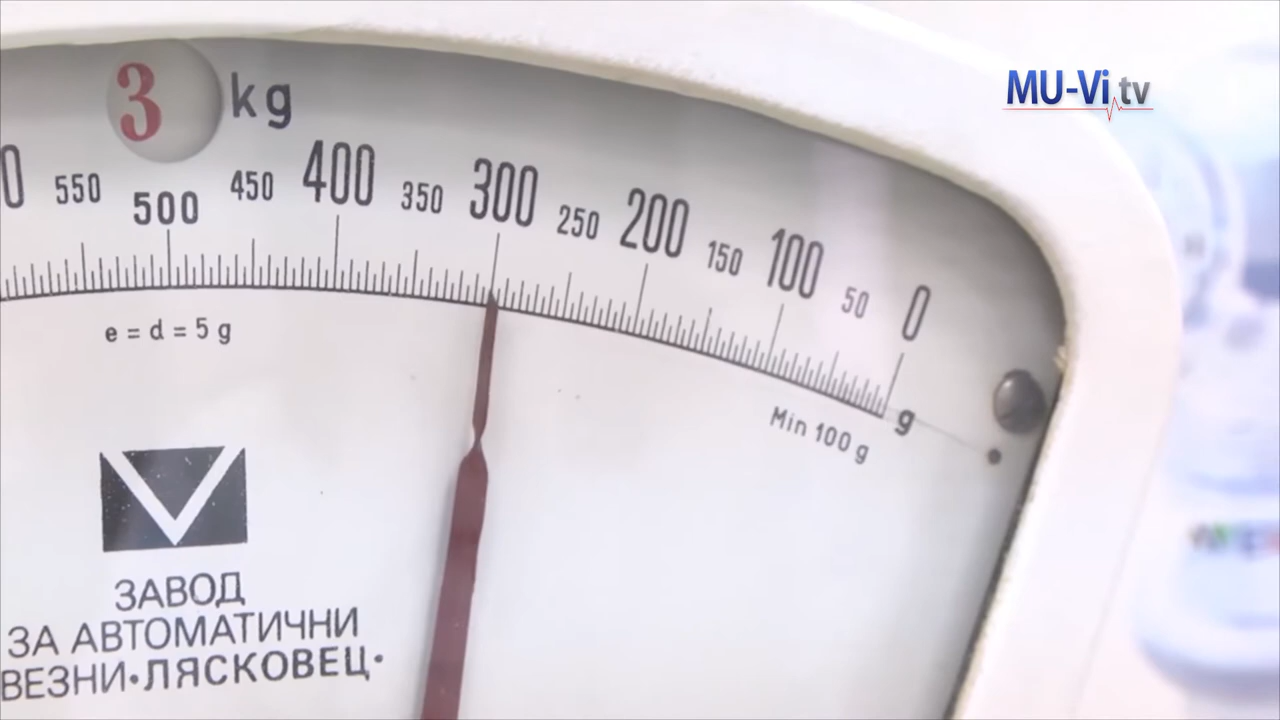 MU-Vi.tv
3 kg
0 550 500 450 400 350 300 250 200 150 100 50 0
g
e = d = 5 g
Min 100 g
ЗАВОД
ЗА АВТОМАТИЧНИ
ВЕЗНИ•ЛЯСКОВЕЦ•